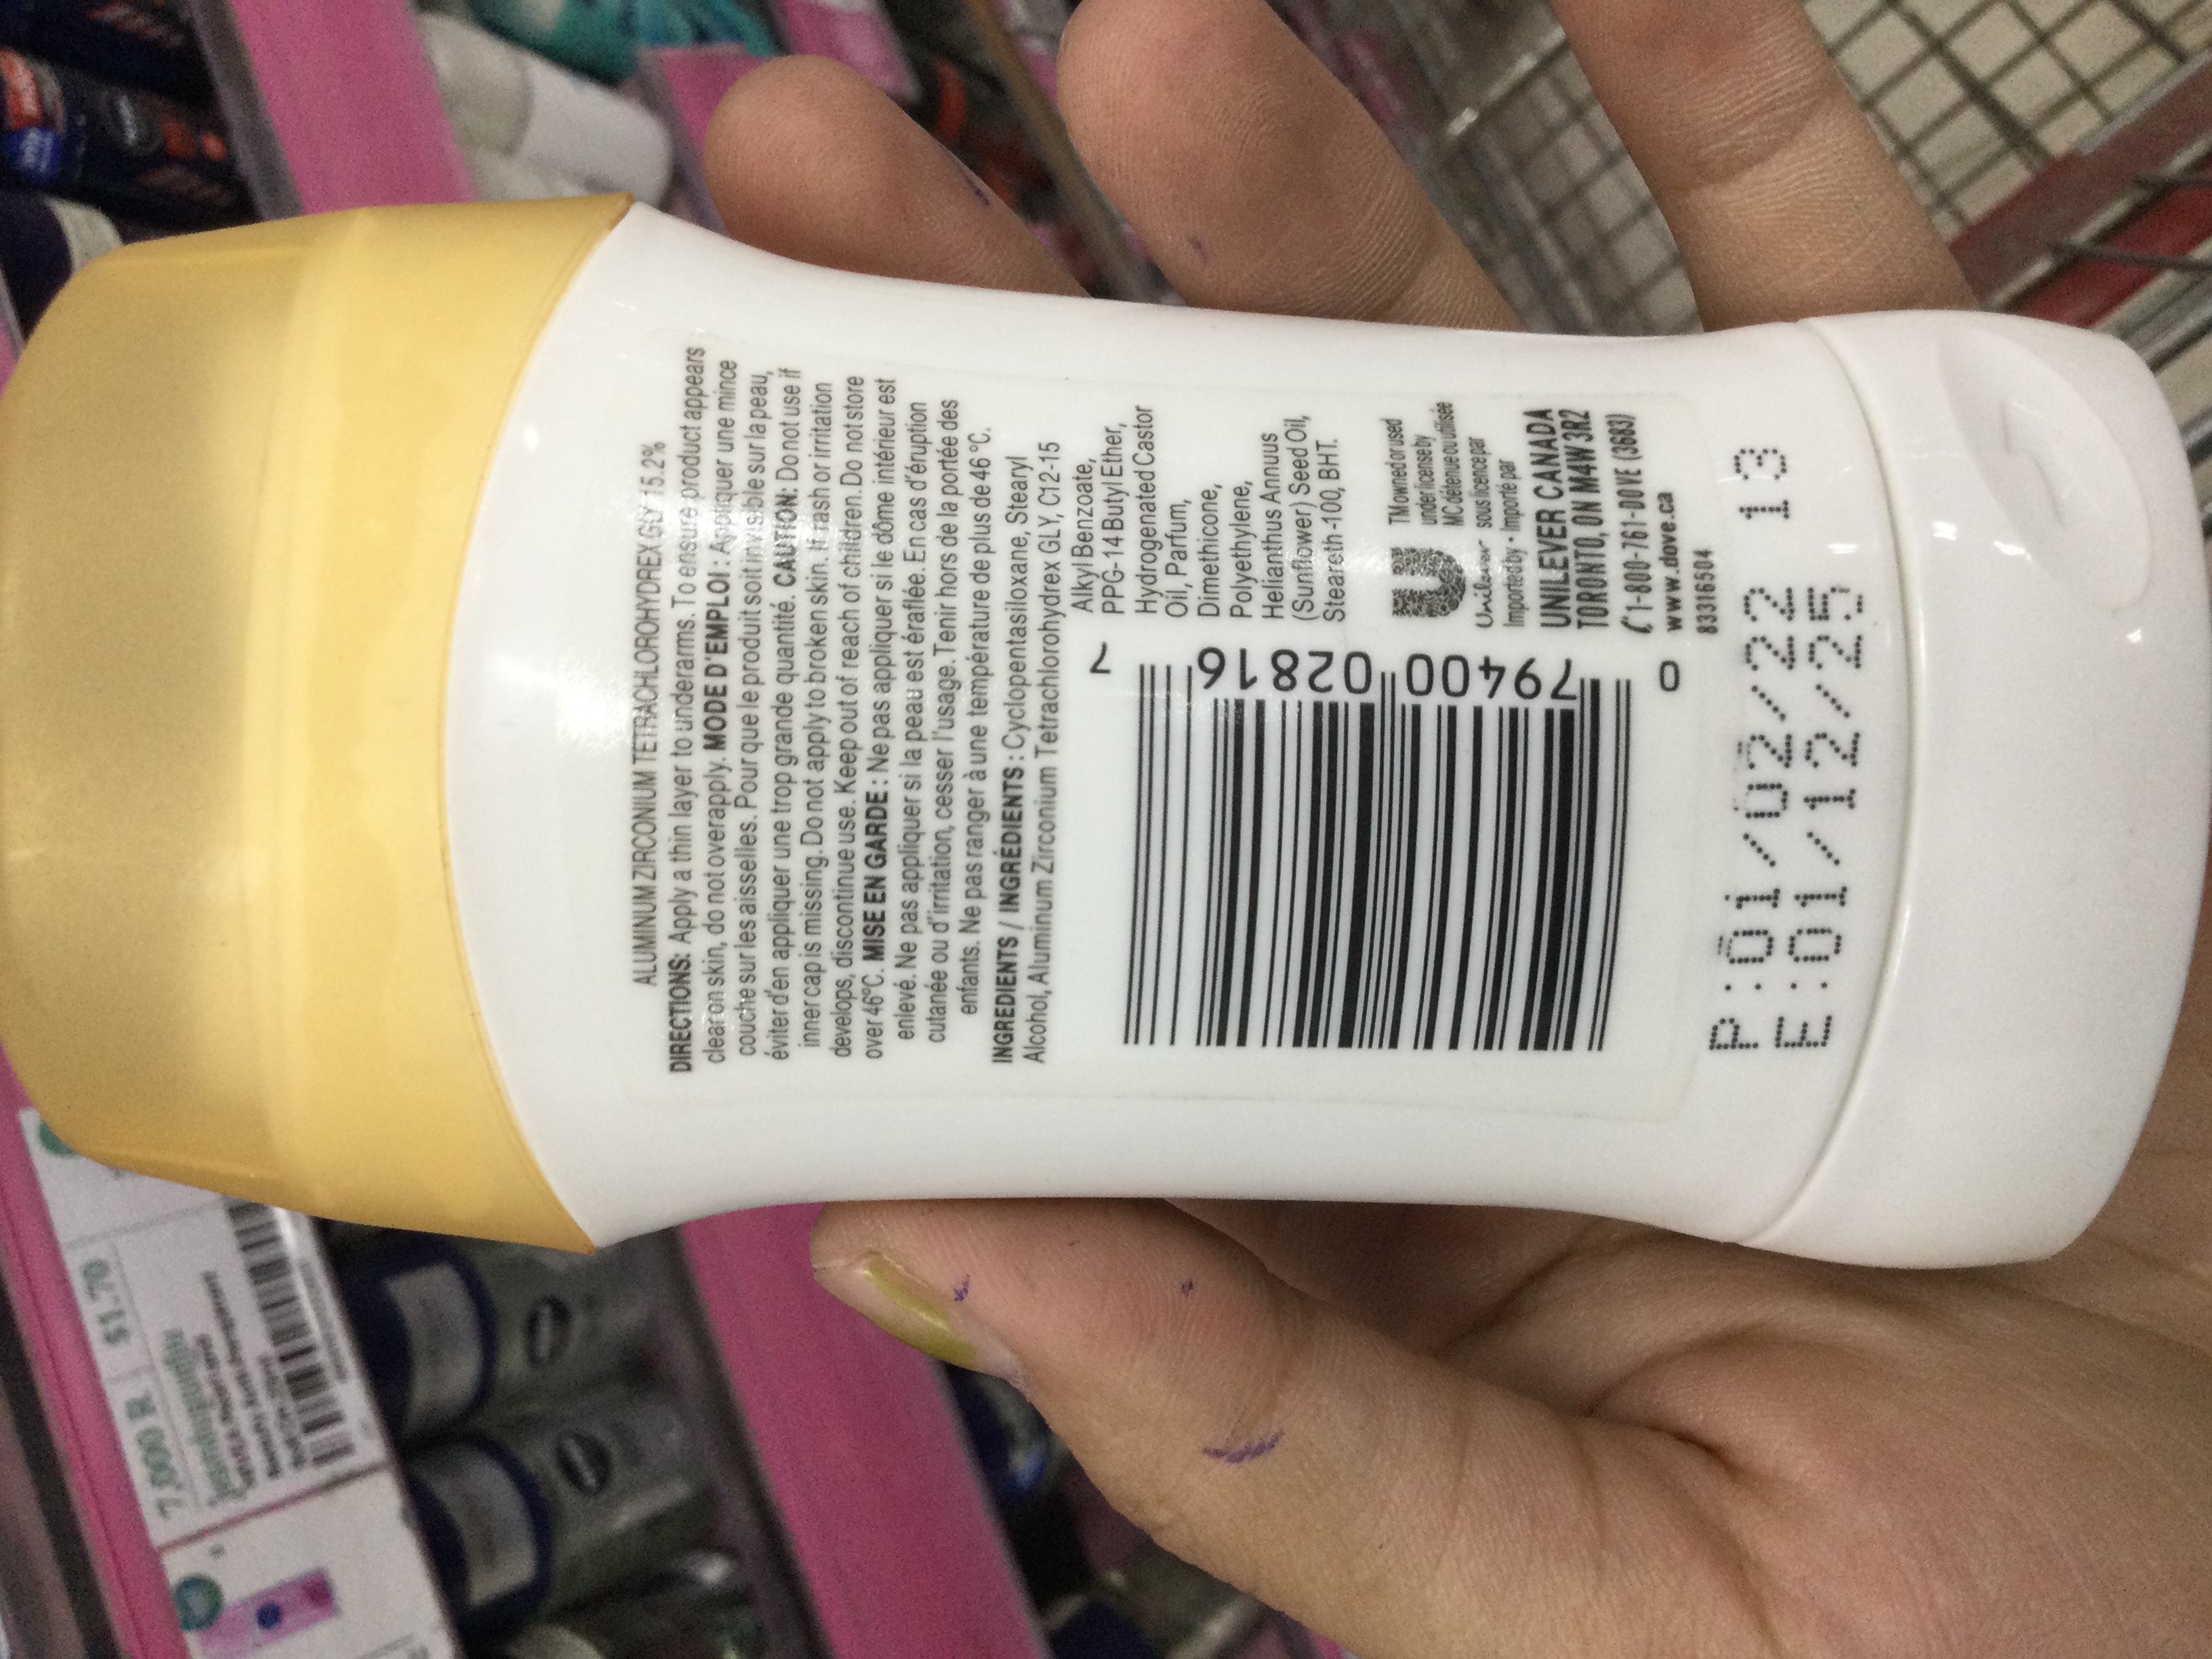 ALUMINUM ZIRCONIUM TETRACHLOROHYDREX GLY 15.2%
DIRECTIONS: Apply a thin layer to underarms. To ensure product appears
clear on skin, do not overapply. MODE D'EMPLOI : Appliquer une mince
couche sur les aisselles. Pour que le produit soit invisible sur la peau,
éviter d'en appliquer une trop grande quantité. CAUTION: Do not use if
inner cap is missing. Do not apply to broken skin. If rash or irritation
develops, discontinue use. Keep out of reach of children. Do not store
over 46°C. MISE EN GARDE : Ne pas appliquer si le dôme intérieur est
enlevé. Ne pas appliquer si la peau est éraflée. En cas d'éruption
cutanée ou d'irritation, cesser l'usage. Tenir hors de la portée des
enfants. Ne pas ranger à une température de plus de 46 °C.
INGREDIENTS / INGRÉDIENTS : Cyclopentasiloxane, Stearyl
Alcohol, Aluminum Zirconium Tetrachlorohydrex GLY, C12-15
Alkyl Benzoate,
PPG-14 Butyl Ether,
Hydrogenated Castor
Oil, Parfum,
Dimethicone,
Polyethylene,
Helianthus Annuus
(Sunflower) Seed Oil,
Steareth-100, BHT.
0 79400 02816 7
U
Unilever
TM owned or used
under license by
MC détenue ou utilisée
sous licence par
Imported by - Importé par
UNILEVER CANADA
TORONTO, ON M4W 3R2
1-800-761-DOVE (3683)
www.dove.ca
83316504
P:01/02/22 13
E:01/12/25
7,000 R
$1.70
NIVEA